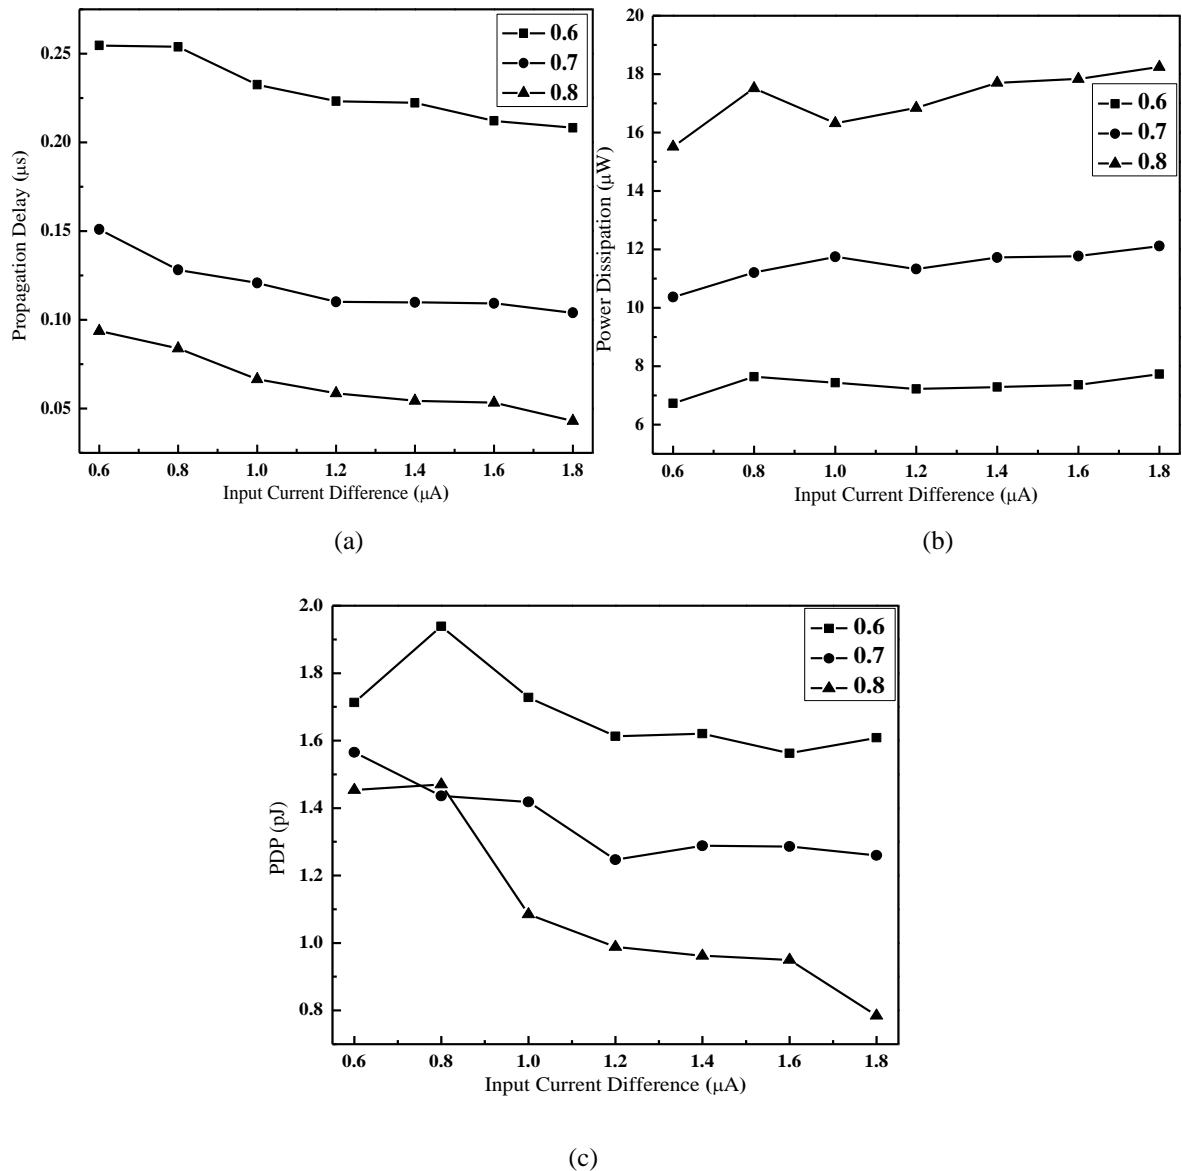 0.25
0.20
0.15
0.10
0.05
Propagation Delay (μs)
0.6
0.7
0.8
0.6 0.8 1.0 1.2 1.4 1.6 1.8
Input Current Difference (μA)
(a)
20
18
16
14
12
10
8
6
Power Dissipation (μW)
0.6
0.7
0.8
0.6 0.8 1.0 1.2 1.4 1.6 1.8
Input Current Difference (μA)
(b)
2.0
1.8
1.6
1.4
1.2
1.0
0.8
PDP (pJ)
0.6
0.7
0.8
0.6 0.8 1.0 1.2 1.4 1.6 1.8
Input Current Difference (μA)
(c)